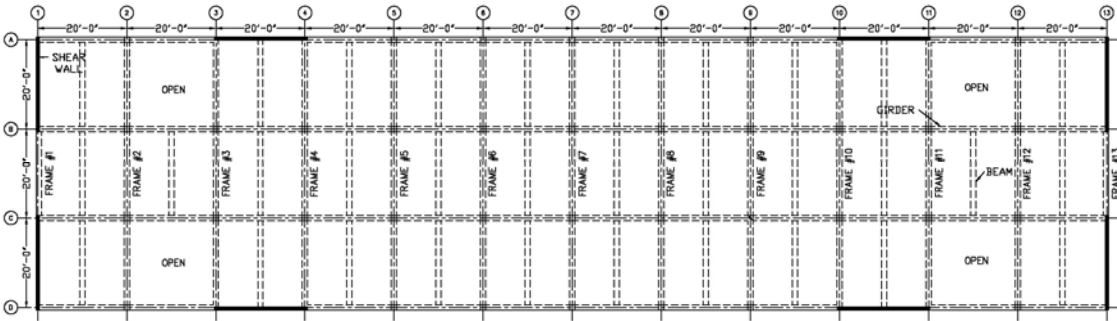 1 2 3 4 5 6 7 8 9 10 11 12 13
20'-0" 20'-0" 20'-0" 20'-0" 20'-0" 20'-0" 20'-0" 20'-0" 20'-0" 20'-0" 20'-0" 20'-0"
A
SHEAR
WALL
20'-0"
OPEN
OPEN
GIRDER
B
20'-0"
FRAME #1
FRAME #2
FRAME #3
FRAME #4
FRAME #5
FRAME #6
FRAME #7
FRAME #8
FRAME #9
FRAME #10
FRAME #11
BEAM
FRAME #12
FRAME #13
C
20'-0"
OPEN
OPEN
D